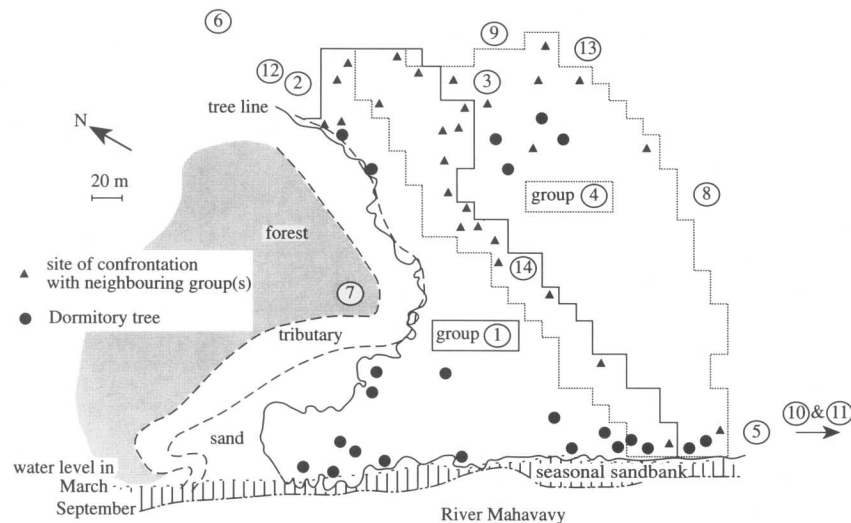 6
9
13
12
2
3
tree line
N
20 m
group 4
8
forest
site of confrontation
with neighbouring group(s)
7
14
Dormitory tree
tributary
group 1
10 & 11
5
sand
water level in
March
seasonal sandbank
September
River Mahavavy